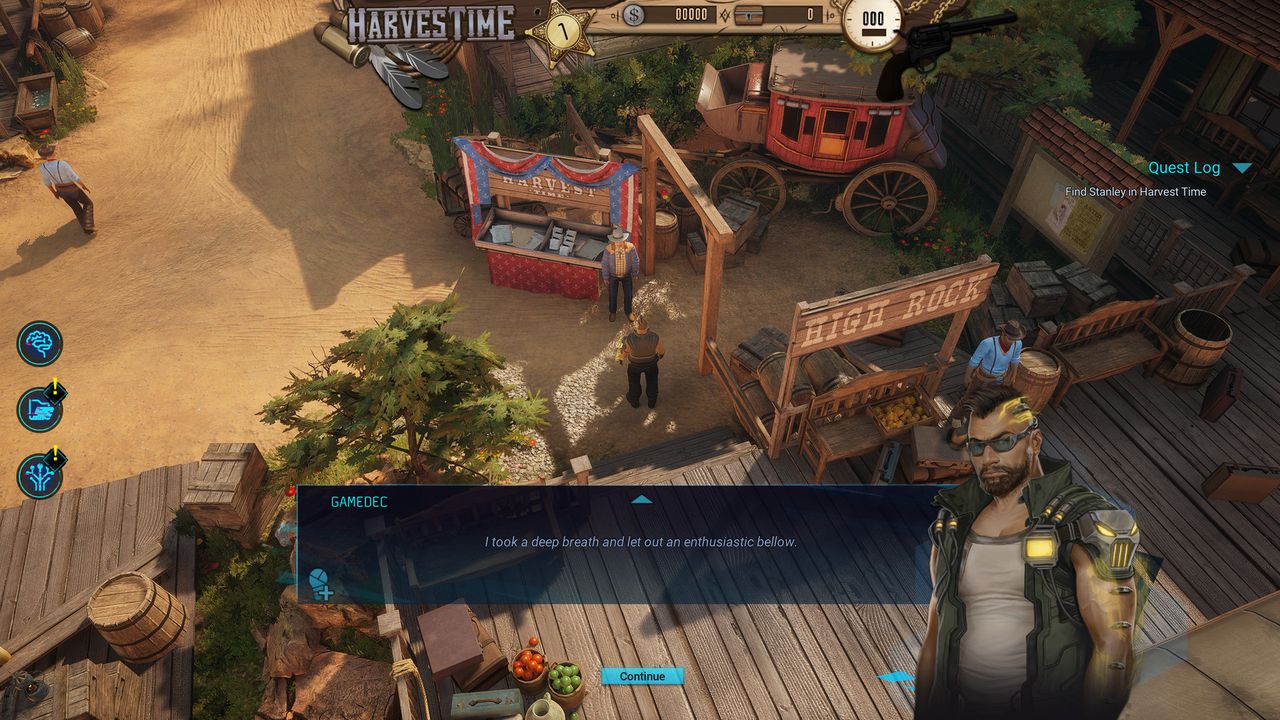 HARVESTIME
1
$
00000
0
000
Quest Log
Find Stanley in Harvest Time
HARVEST
TIME
HIGH ROCK
GAMEDEC
I took a deep breath and let out an enthusiastic bellow.
Continue